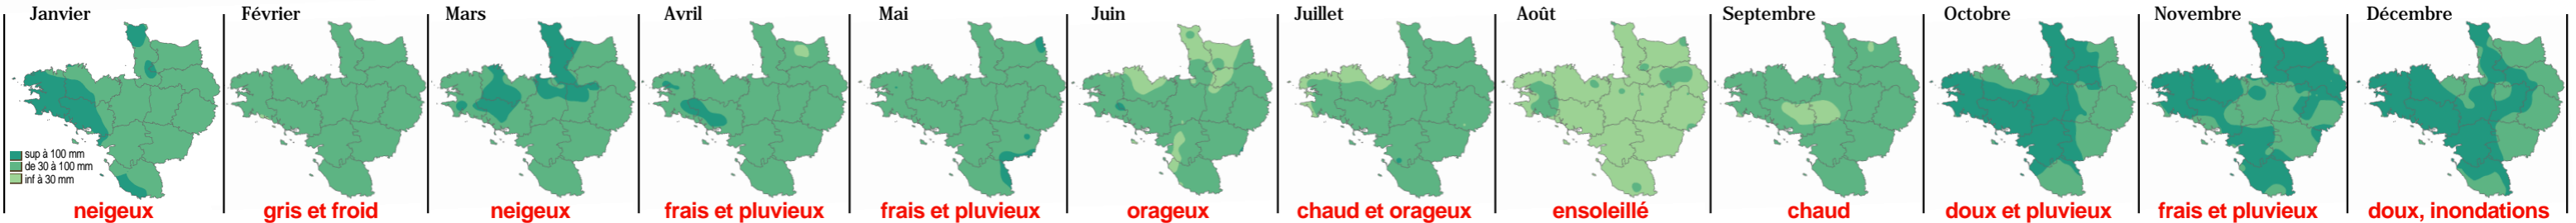 Janvier
Février
Mars
Avril
Mai
Juin
Juillet
Août
Septembre
Octobre
Novembre
Décembre
sup à 100 mm
de 30 à 100 mm
inf à 30 mm
neigeux
gris et froid
neigeux
frais et pluvieux
frais et pluvieux
orageux
chaud et orageux
ensoleillé
chaud
doux et pluvieux
frais et pluvieux
doux, inondations